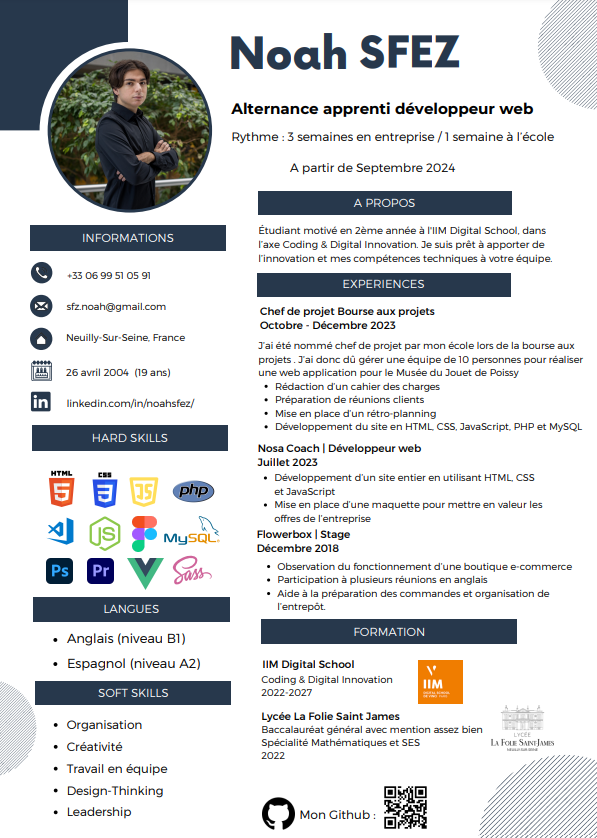 Noah SFEZ
Alternance apprenti développeur web
Rythme : 3 semaines en entreprise / 1 semaine à l'école
A partir de Septembre 2024
INFORMATIONS
+33 06 99 51 05 91
sfz.noah@gmail.com
Neuilly-Sur-Seine, France
26 avril 2004 (19 ans)
linkedin.com/in/noahsfez/
HARD SKILLS
HTML
5
CSS
3
JS
php
JS
MySQL
Ps
Pr
Sass
LANGUES
Anglais (niveau B1)
Espagnol (niveau A2)
SOFT SKILLS
Organisation
Créativité
Travail en équipe
Design-Thinking
Leadership
A PROPOS
Étudiant motivé en 2ème année à l'IIM Digital School, dans
l'axe Coding & Digital Innovation. Je suis prêt à apporter de
l'innovation et mes compétences techniques à votre équipe.
EXPERIENCES
Chef de projet Bourse aux projets
Octobre - Décembre 2023
J'ai été nommé chef de projet par mon école lors de la bourse aux
projets . J'ai donc dû gérer une équipe de 10 personnes pour réaliser
une web application pour le Musée du Jouet de Poissy
Rédaction d'un cahier des charges
Préparation de réunions clients
Mise en place d'un rétro-planning
Développement du site en HTML, CSS, JavaScript, PHP et MySQL
Nosa Coach | Développeur web
Juillet 2023
Développement d'un site entier en utilisant HTML, CSS
et JavaScript
Mise en place d'une maquette pour mettre en valeur les
offres de l'entreprise
Flowerbox | Stage
Décembre 2018
Observation du fonctionnement d'une boutique e-commerce
Participation à plusieurs réunions en anglais
Aide à la préparation des commandes et organisation de
l'entrepôt.
FORMATION
IIM Digital School
Coding & Digital Innovation
2022-2027
IIM
Lycée La Folie Saint James
Baccalauréat général avec mention assez bien
Spécialité Mathématiques et SES
2022
LYCÉE
LA FOLIE SAINT-JAMES
NEUILLY-SUR-SEINE
Mon Github :